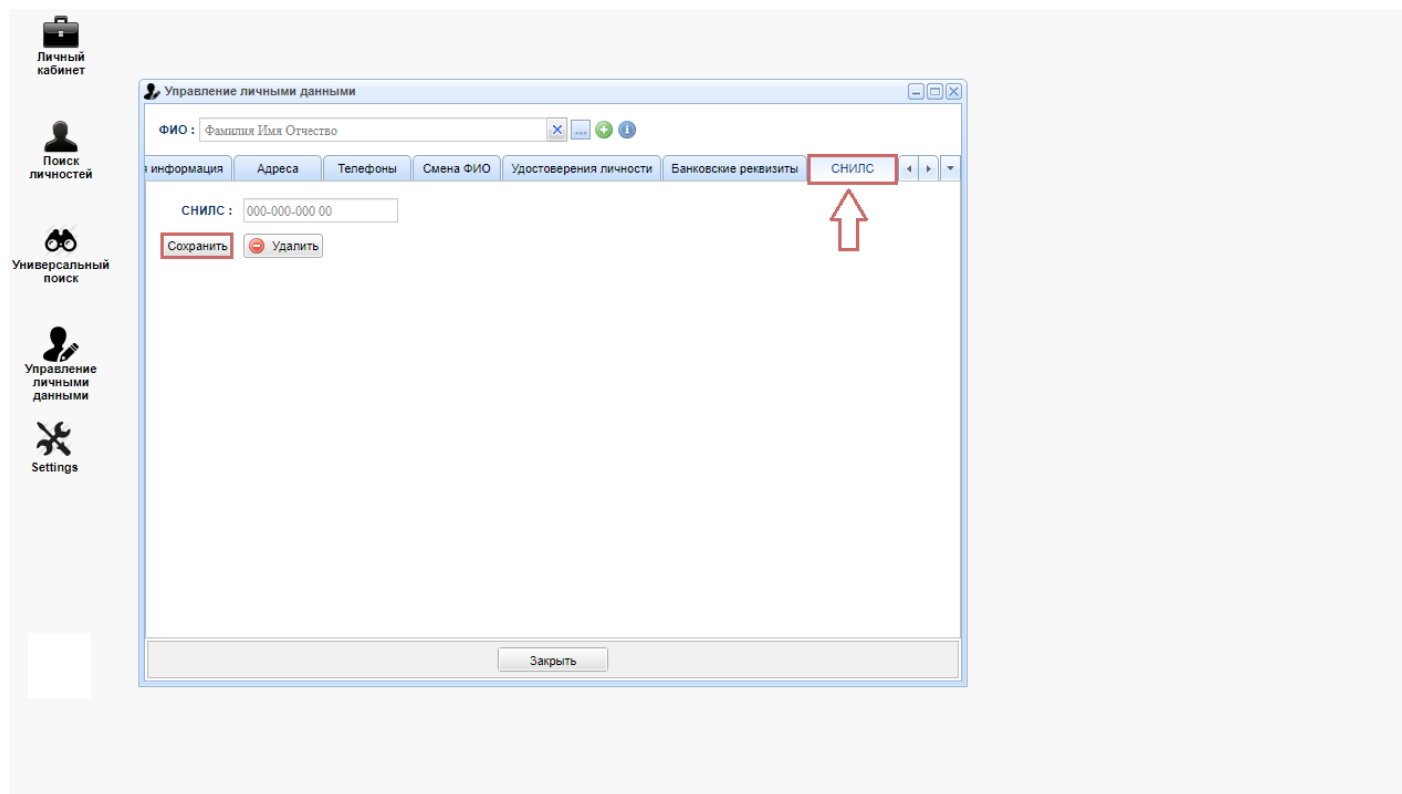 Личный
кабинет
Поиск
личностей
Универсальный
поиск
Управление
личными
данными
Settings
Управление личными данными
ФИО : Фамилия Имя Отчество ...
я информация Адреса Телефоны Смена ФИО Удостоверения личности Банковские реквизиты СНИЛС
СНИЛС : 000-000-000 00
Сохранить Удалить
Закрыть